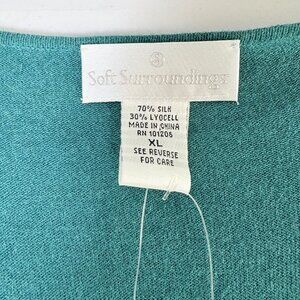 Soft Surroundings
70% SILK
30% LYOCELL
MADE IN CHINA
RN 101205
XL
SEE REVERSE
FOR CARE